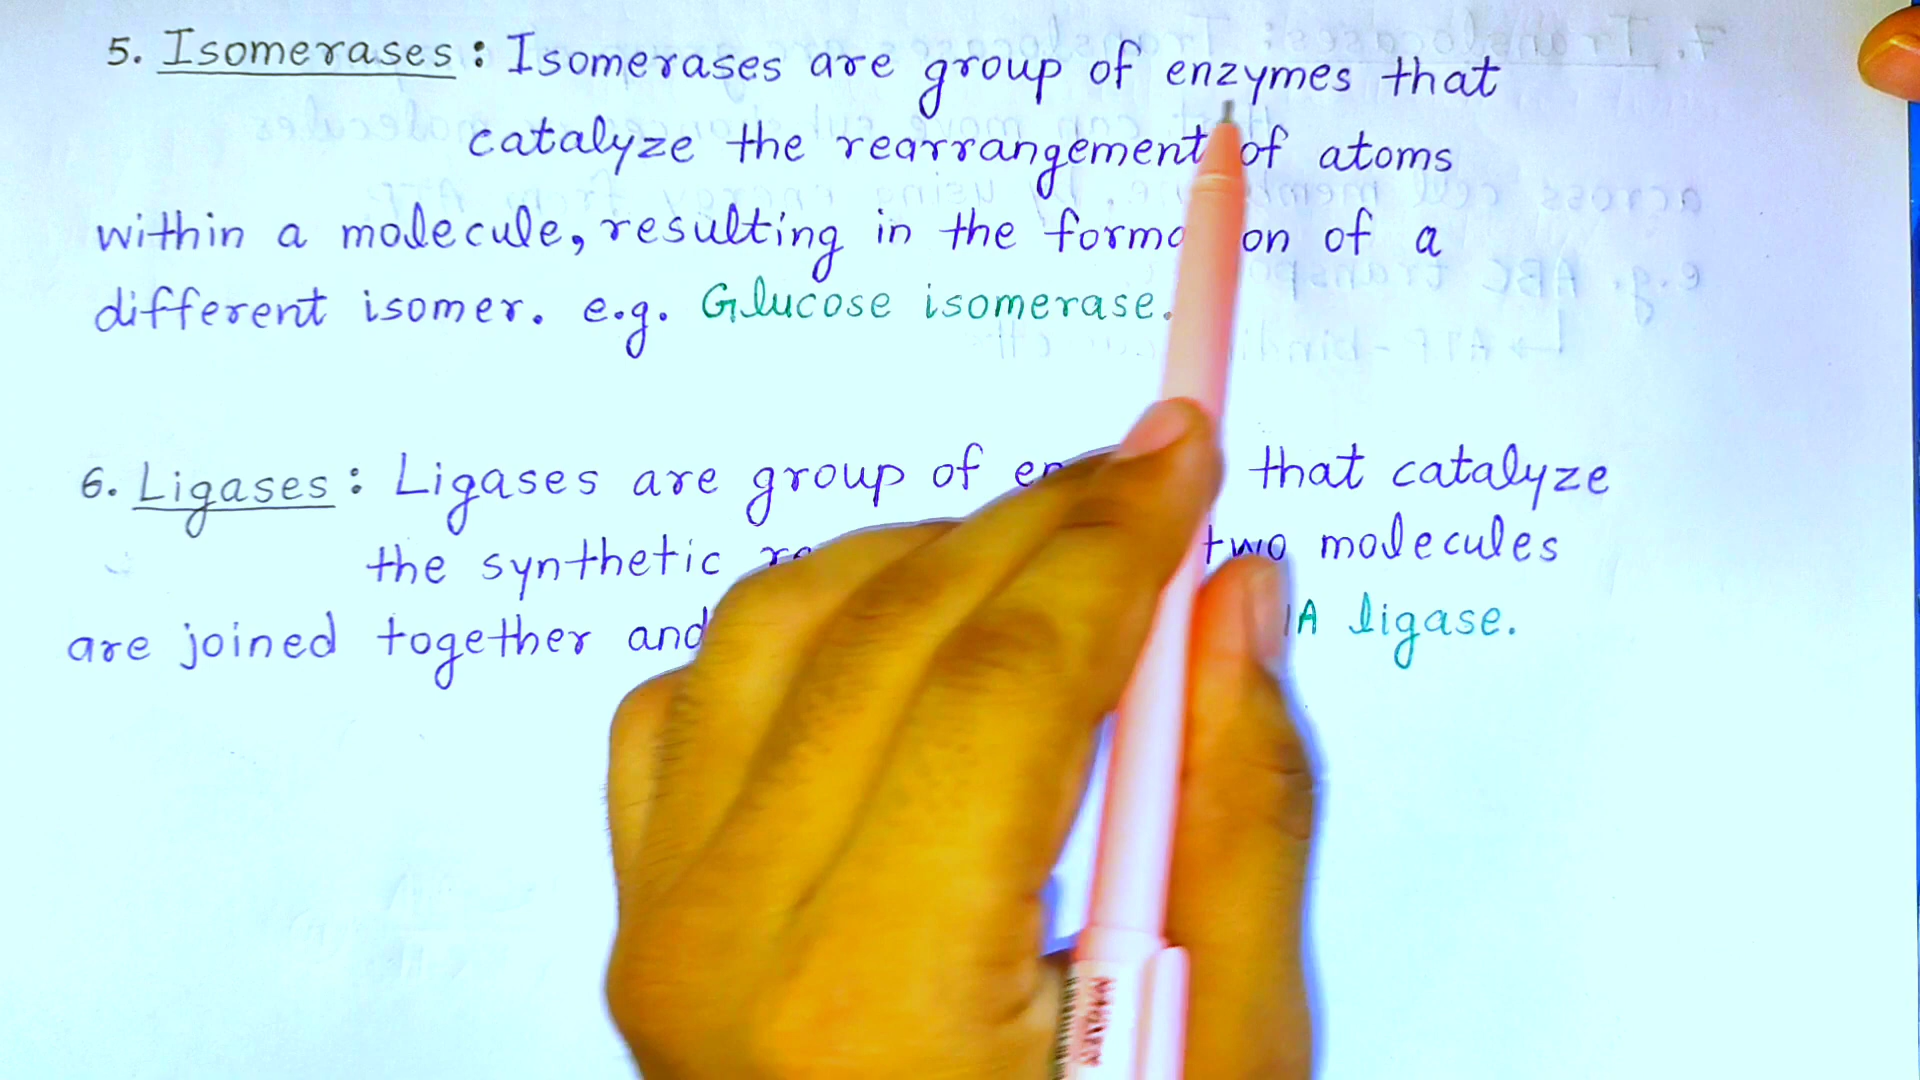 5. Isomerases : Isomerases are group of enzymes that
catalyze the rearrangement of atoms
within a molecule, resulting in the of a
different isomer. e.g. Glucose isomerase.
6. Ligases : Ligases are group of that catalyze
the synthetic two molecules
are joined together and ligase.